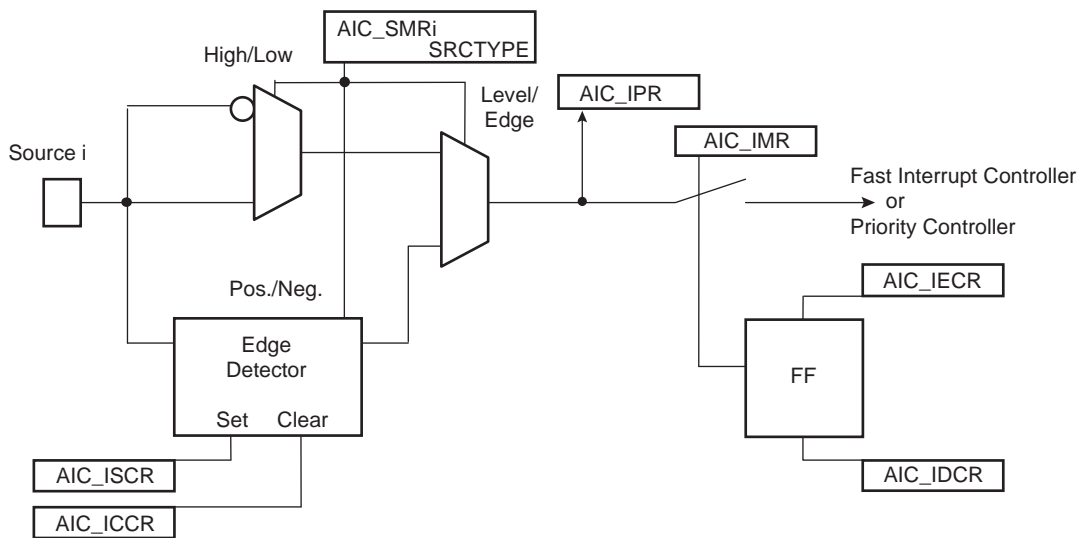 AIC_SMRi
SRCTYPE
High/Low
Level/
Edge
AIC_IPR
AIC_IMR
Source i
Fast Interrupt Controller
or
Priority Controller
Pos./Neg.
AIC_IECR
Edge
Detector
FF
Set Clear
AIC_ISCR
AIC_IDCR
AIC_ICCR